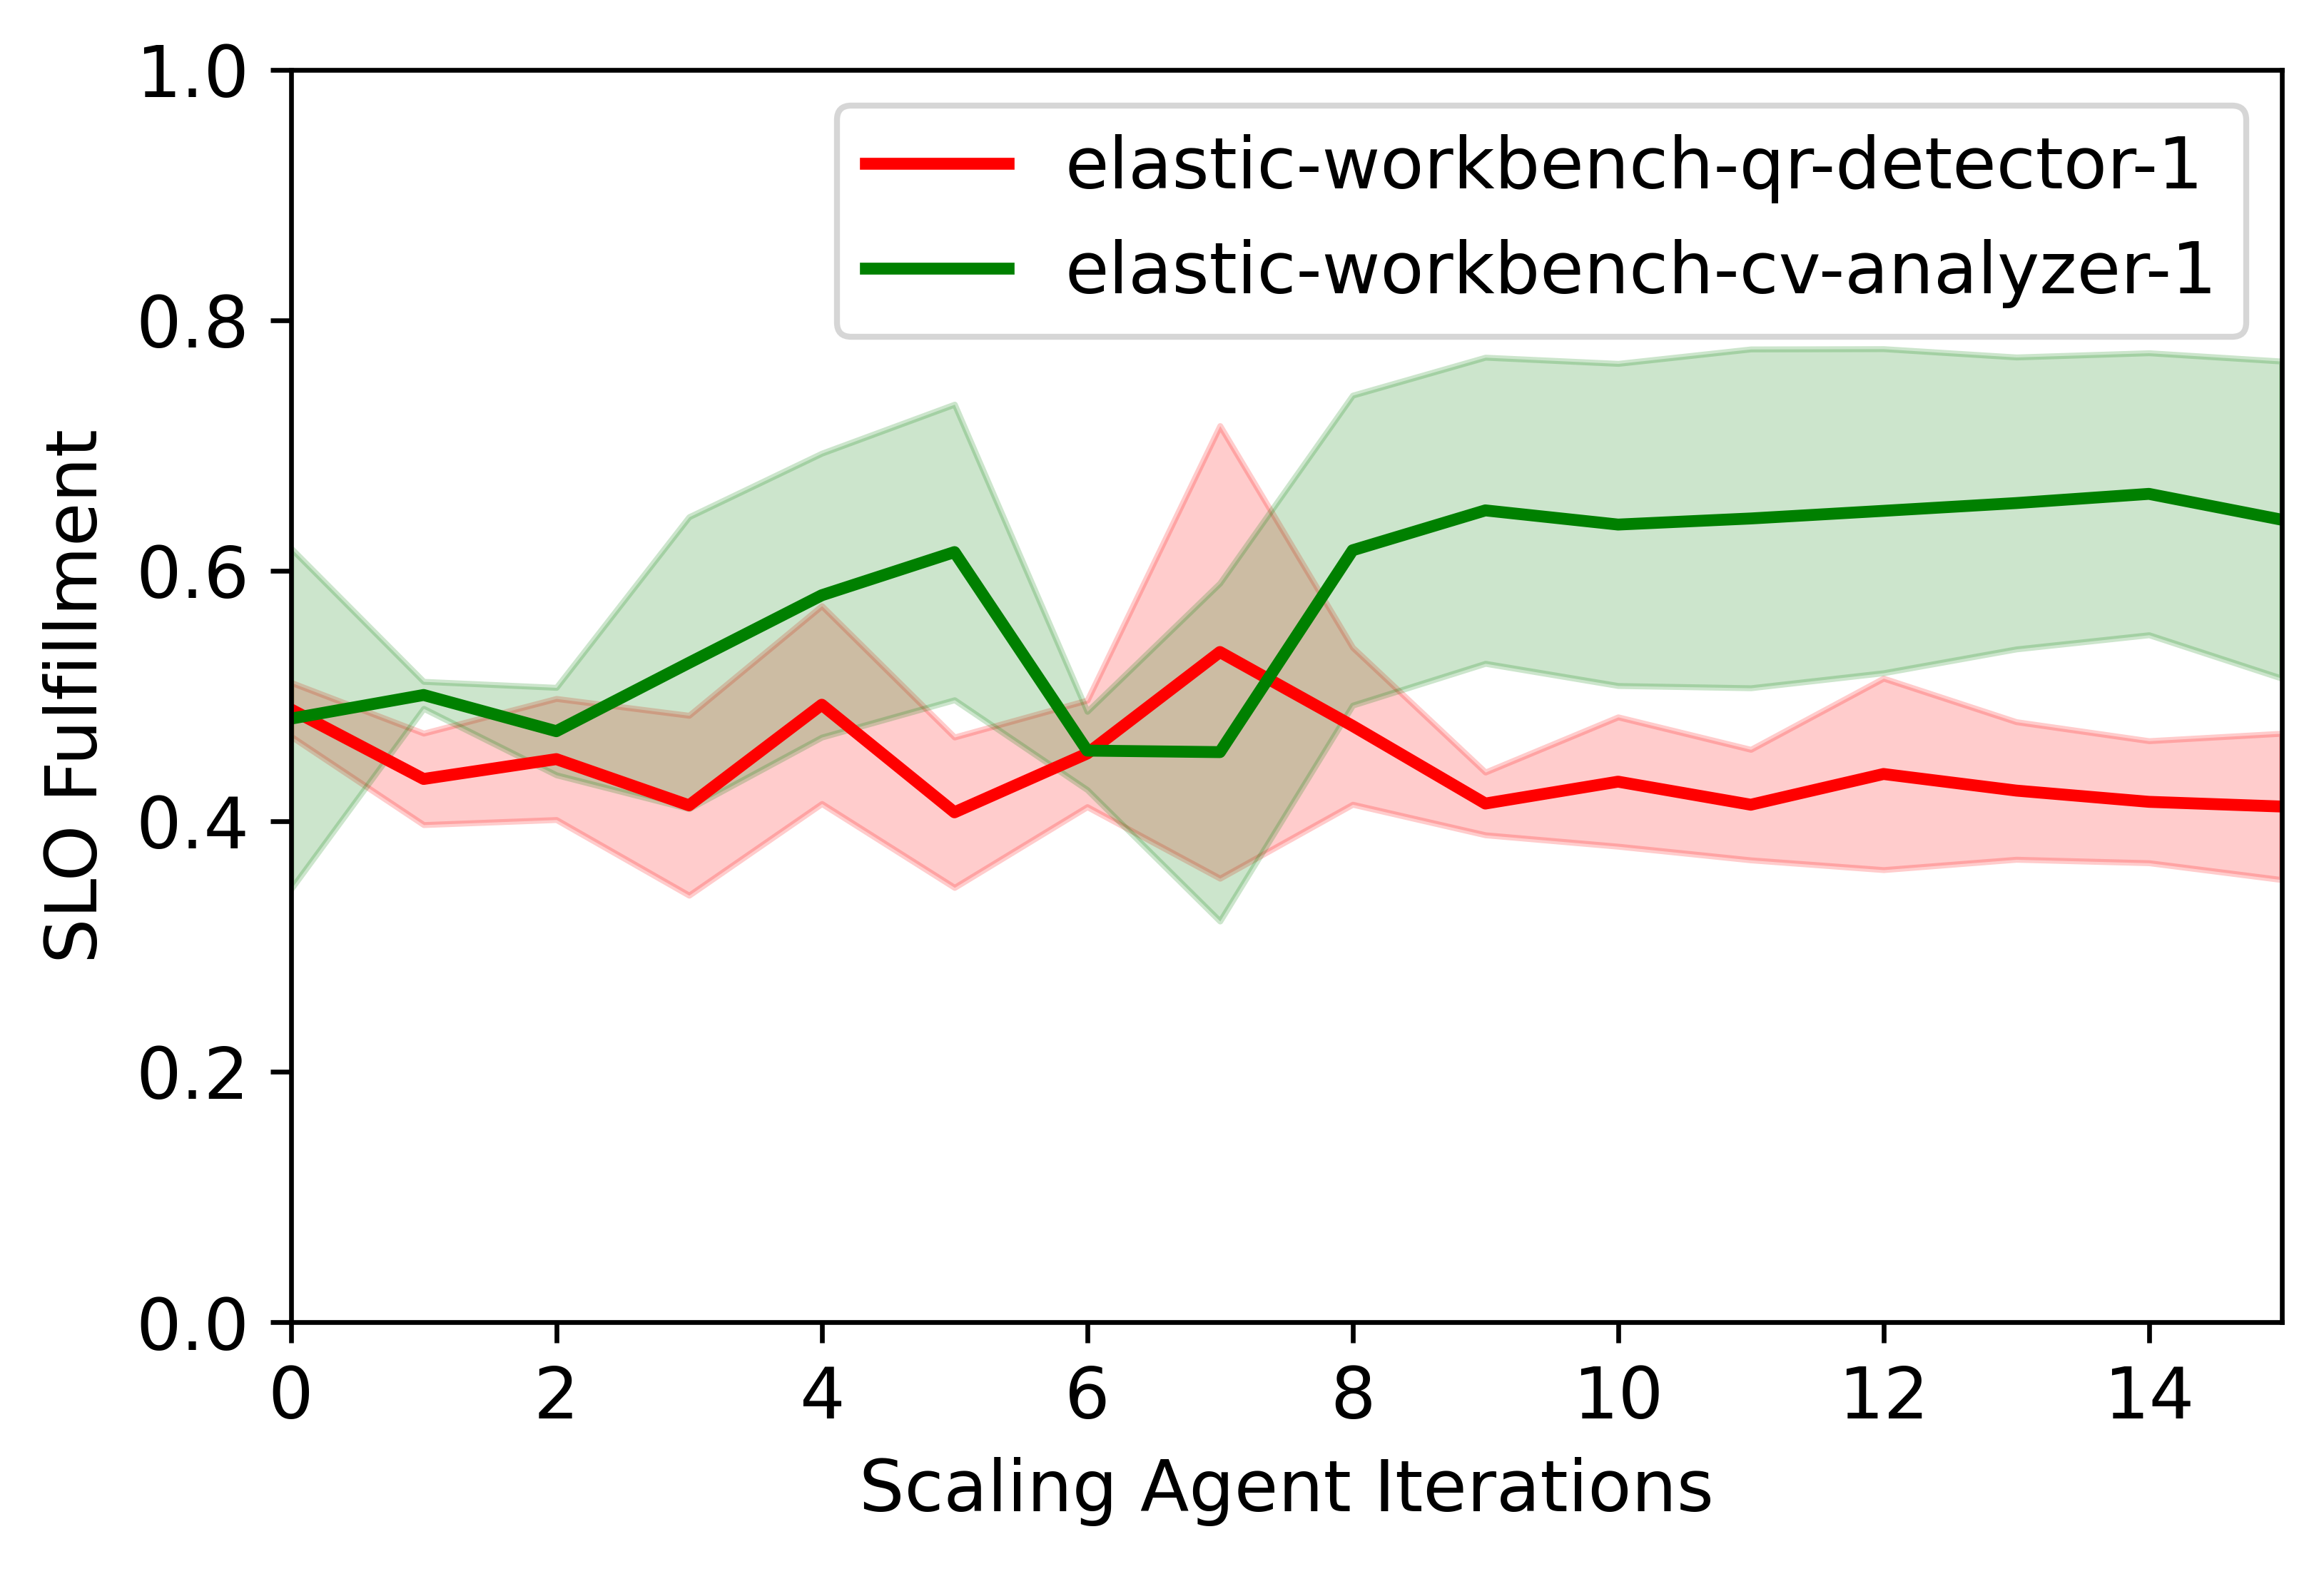 elastic-workbench-qr-detector-1
elastic-workbench-cv-analyzer-1
SLO Fulfillment
1.0
0.8
0.6
0.4
0.2
0.0
0 2 4 6 8 10 12 14
Scaling Agent Iterations